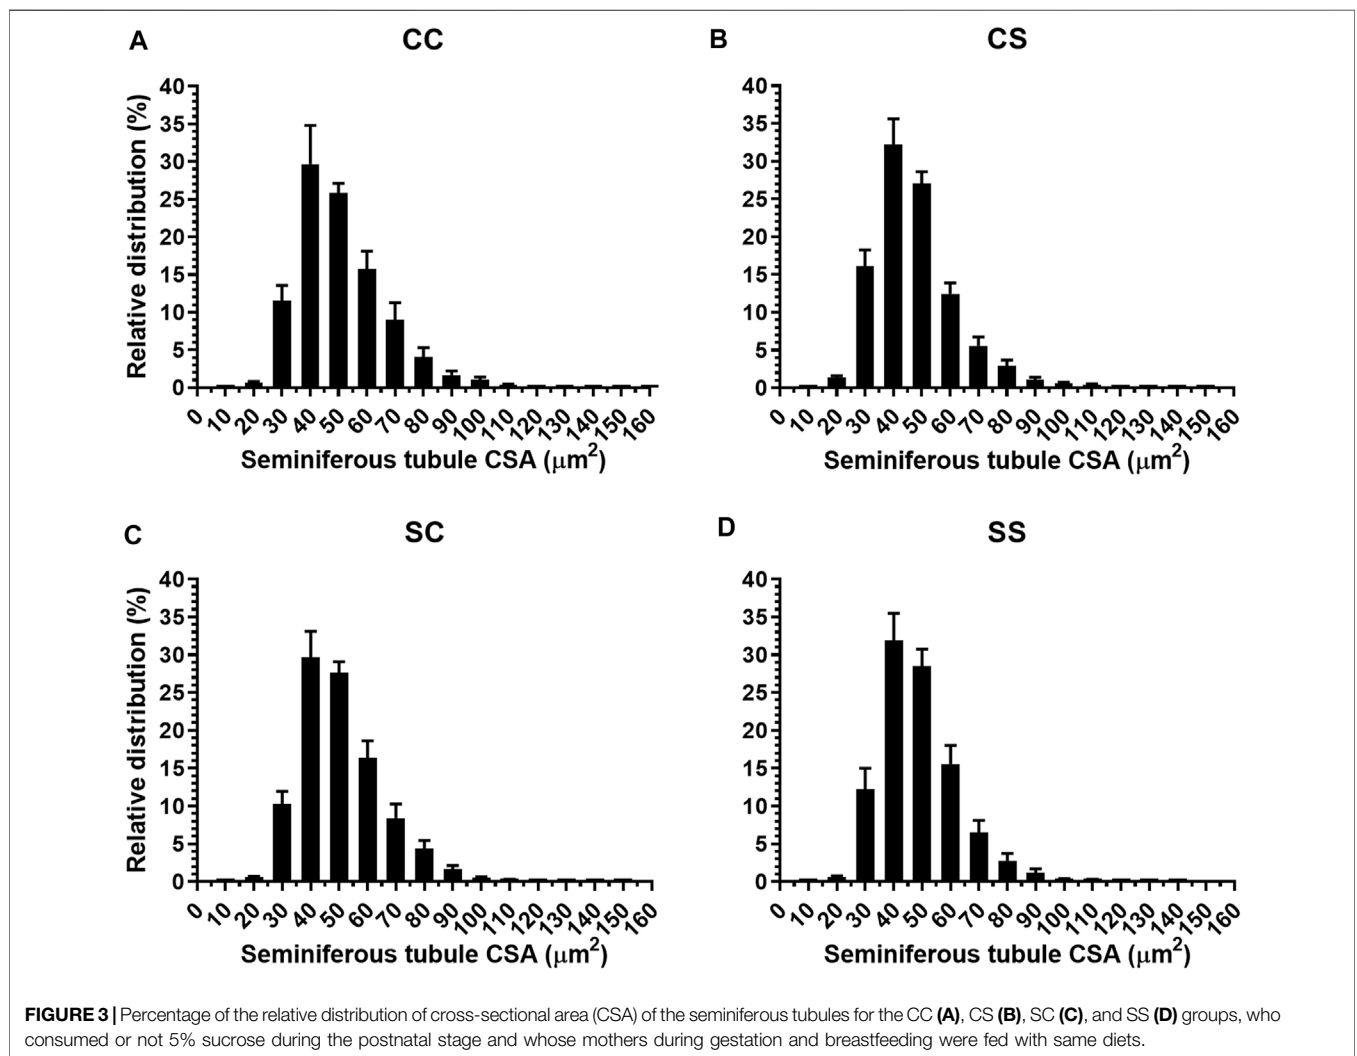 A
CC
B
CS
40
35
30
25
20
15
10
5
0
Relative distribution (%)
0 10 20 30 40 50 60 70 80 90 100 110 120 130 140 150 160
Seminiferous tubule CSA (μm²)
40
35
30
25
20
15
10
5
0
0 10 20 30 40 50 60 70 80 90 100 110 120 130 140 150 160
Seminiferous tubule CSA (μm²)
C
SC
D
SS
40
35
30
25
20
15
10
5
0
Relative distribution (%)
0 10 20 30 40 50 60 70 80 90 100 110 120 130 140 150 160
Seminiferous tubule CSA (μm²)
40
35
30
25
20
15
10
5
0
0 10 20 30 40 50 60 70 80 90 100 110 120 130 140 150 160
Seminiferous tubule CSA (μm²)
FIGURE 3 | Percentage of the relative distribution of cross-sectional area (CSA) of the seminiferous tubules for the CC (A), CS (B), SC (C), and SS (D) groups, who
consumed or not 5% sucrose during the postnatal stage and whose mothers during gestation and breastfeeding were fed with same diets.